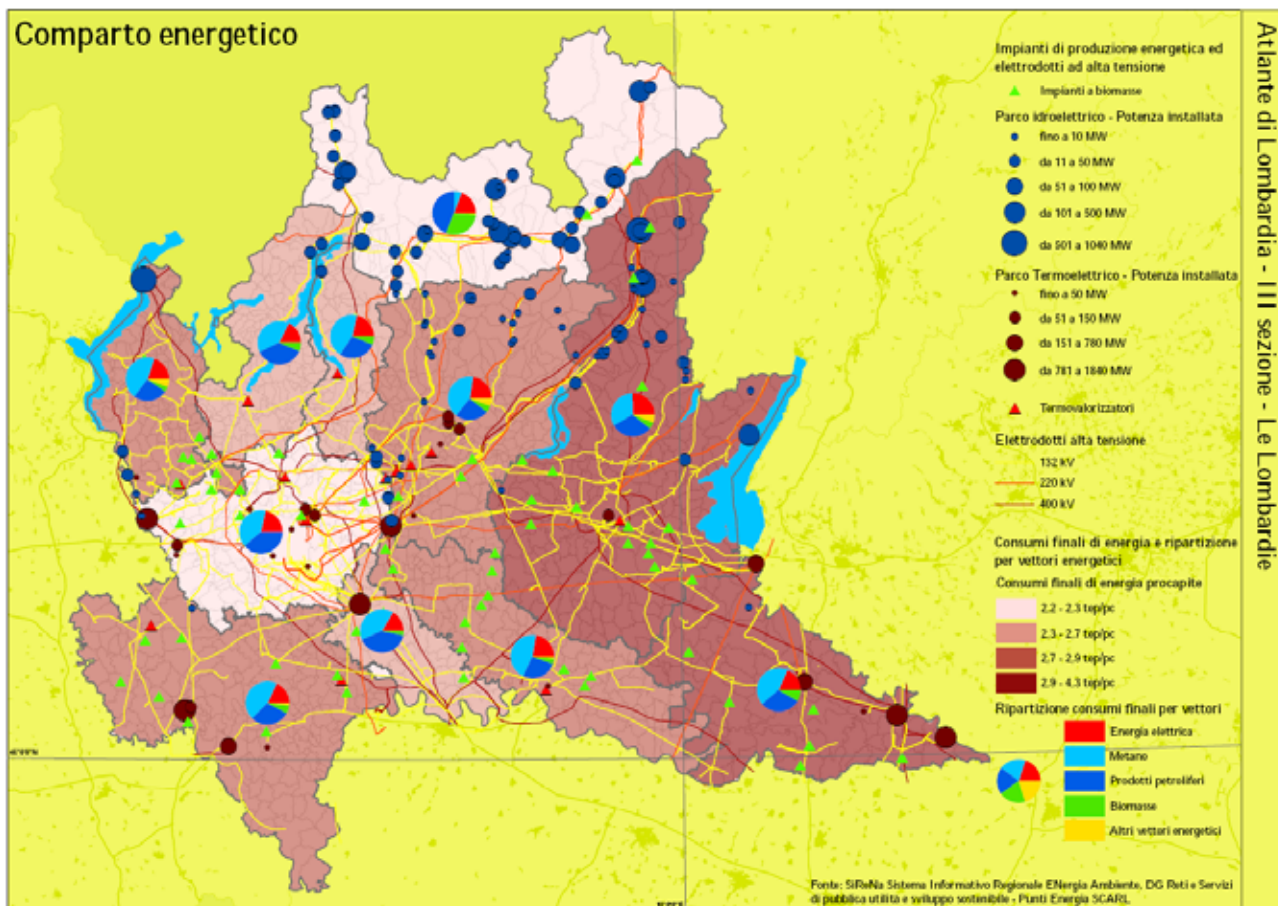 Comparto energetico
Atlante di Lombardia - III sezione - Le Lombardie
Impianti di produzione energetica ed
elettrodotti ad alta tensione
Impianti a biomasse
Parco idroelettrico - Potenza installata
fino a 10 MW
da 11 a 50 MW
da 51 a 100 MW
da 101 a 500 MW
da 501 a 1040 MW
Parco Termoelettrico - Potenza installata
fino a 50 MW
da 51 a 150 MW
da 151 a 780 MW
da 781 a 1840 MW
Termovalorizzatori
Elettrodotti alta tensione
132 kV
220 kV
400 kV
Consumi finali di energia e ripartizione
per vettori energetici
Consumi finali di energia procapite
2,2 - 2,3 tep/pc
2,3 - 2,7 tep/pc
2,7 - 2,9 tep/pc
2,9 - 4,3 tep/pc
Ripartizione consumi finali per vettori
Energia elettrica
Metano
Prodotti petroliferi
Biomasse
Altri vettori energetici
Fonte: SiReNa Sistema Informativo Regionale ENergia Ambiente, DG Reti e Servizi
di pubblica utilità e sviluppo sostenibile - Punti Energia SCARL